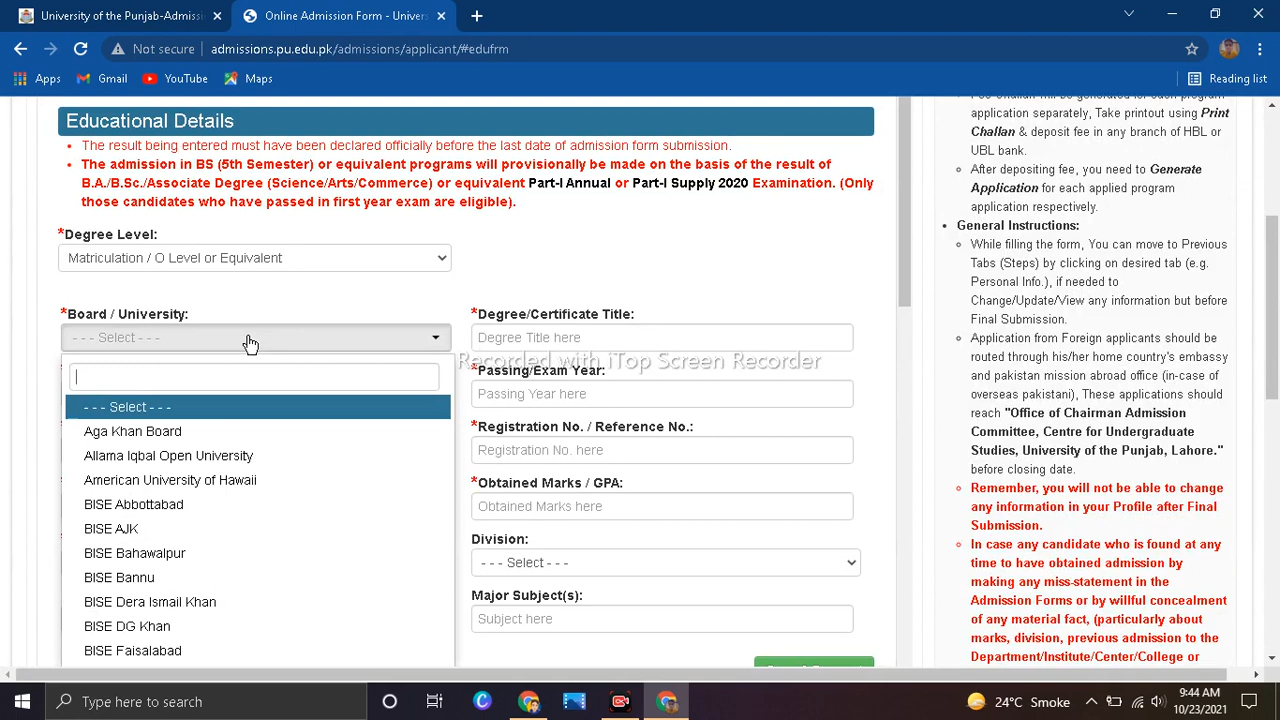 University of the Punjab-Admissi
Online Admission Form - Univers
Not secure
admissions.pu.edu.pk/admissions/applicant/#edufrm
Apps
Gmail
YouTube
Maps
Reading list
Educational Details
The result being entered must have been declared officially before the last date of admission form submission.
The admission in BS (5th Semester) or equivalent programs will provisionally be made on the basis of the result of
B.A./B.Sc./Associate Degree (Science/Arts/Commerce) or equivalent Part-I Annual or Part-I Supply 2020 Examination. (Only
those candidates who have passed in first year exam are eligible).
*Degree Level:
Matriculation / O Level or Equivalent
*Board / University:
- - - Select - - -
- - - Select - - -
Aga Khan Board
Allama Iqbal Open University
American University of Hawaii
BISE Abbottabad
BISE AJK
BISE Bahawalpur
BISE Bannu
BISE Dera Ismail Khan
BISE DG Khan
BISE Faisalabad
*Degree/Certificate Title:
Degree Title here
Recorded with iTop Screen Recorder
*Passing/Exam Year:
Passing Year here
*Registration No. / Reference No.:
Registration No. here
*Obtained Marks / GPA:
Obtained Marks here
Division:
- - - Select - - -
Major Subject(s):
Subject here
application separately, Take printout using Print
Challan & deposit fee in any branch of HBL or
UBL bank.
After depositing fee, you need to Generate
Application for each applied program
application respectively.
General Instructions:
While filling the form, You can move to Previous
Tabs (Steps) by clicking on desired tab (e.g.
Personal Info.), if needed to
Change/Update/View any information but before
Final Submission.
Application from Foreign applicants should be
routed through his/her home country's embassy
and pakistan mission abroad office (in-case of
overseas pakistani), These applications should
reach "Office of Chairman Admission
Committee, Centre for Undergraduate
Studies, University of the Punjab, Lahore."
before closing date.
Remember, you will not be able to change
any information in your Profile after Final
Submission.
In case any candidate who is found at any
time to have obtained admission by
making any miss-statement in the
Admission Forms or by willful concealment
of any material fact, (particularly about
marks, division, previous admission to the
Department/Institute/Center/College or
Type here to search
24°C Smoke
9:44 AM
10/23/2021